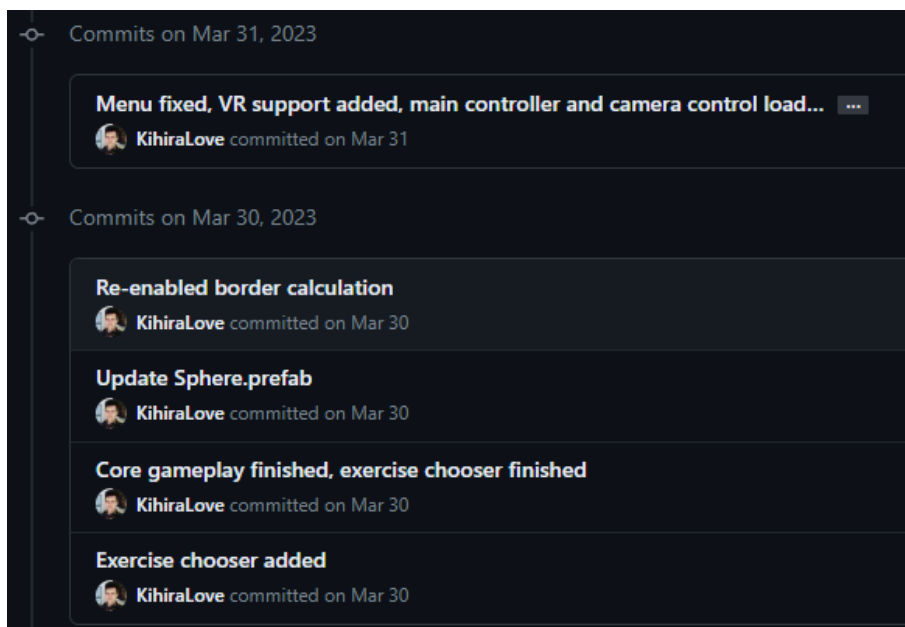 Commits on Mar 31, 2023
Menu fixed, VR support added, main controller and camera control load... ...
KihiraLove committed on Mar 31
Commits on Mar 30, 2023
Re-enabled border calculation
KihiraLove committed on Mar 30
Update Sphere.prefab
KihiraLove committed on Mar 30
Core gameplay finished, exercise chooser finished
KihiraLove committed on Mar 30
Exercise chooser added
KihiraLove committed on Mar 30